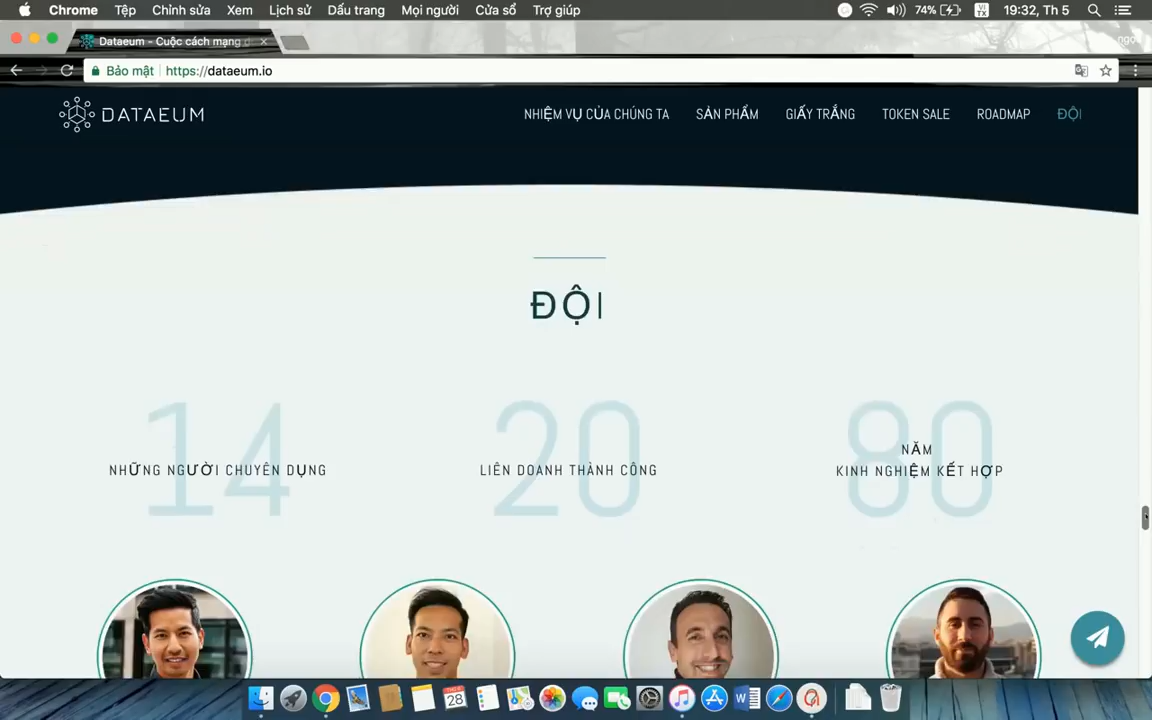 Chrome Tệp Chỉnh sửa Xem Lịch sử Dấu trang Mọi người Cửa sổ Trợ giúp 74% VI TX 19:32, Th 5
Dataeum - Cuộc cách mạng
Bảo mật https://dataeum.io
DATAEUM NHIỆM VỤ CỦA CHÚNG TA SẢN PHẨM GIẤY TRẮNG TOKEN SALE ROADMAP ĐỘI
ĐỘI
14 20 80
NĂM
NHỮNG NGƯỜI CHUYÊN DỤNG LIÊN DOANH THÀNH CÔNG KINH NGHIỆM KẾT HỢP
28